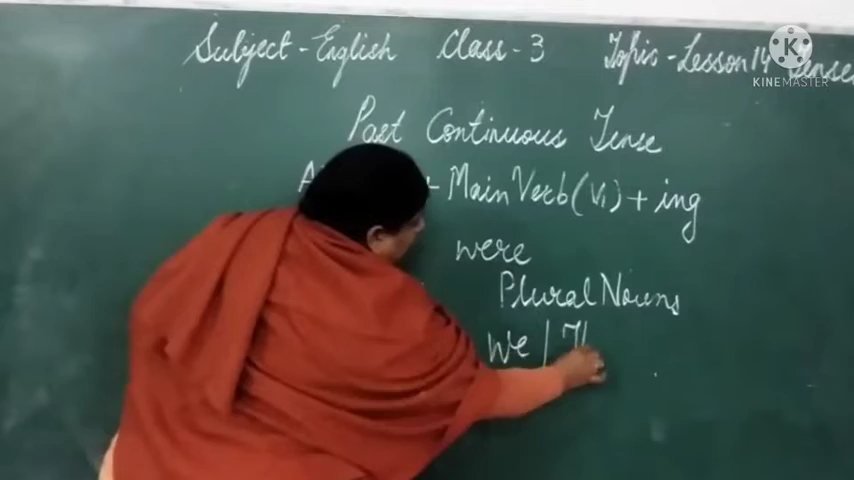 Subject - English Class - 3 Topic - Lesson 14 Tenses
KINEMASTER
Past Continuous Tense
+ Main Verb (V1) + ing
were
Plural Nouns
we |